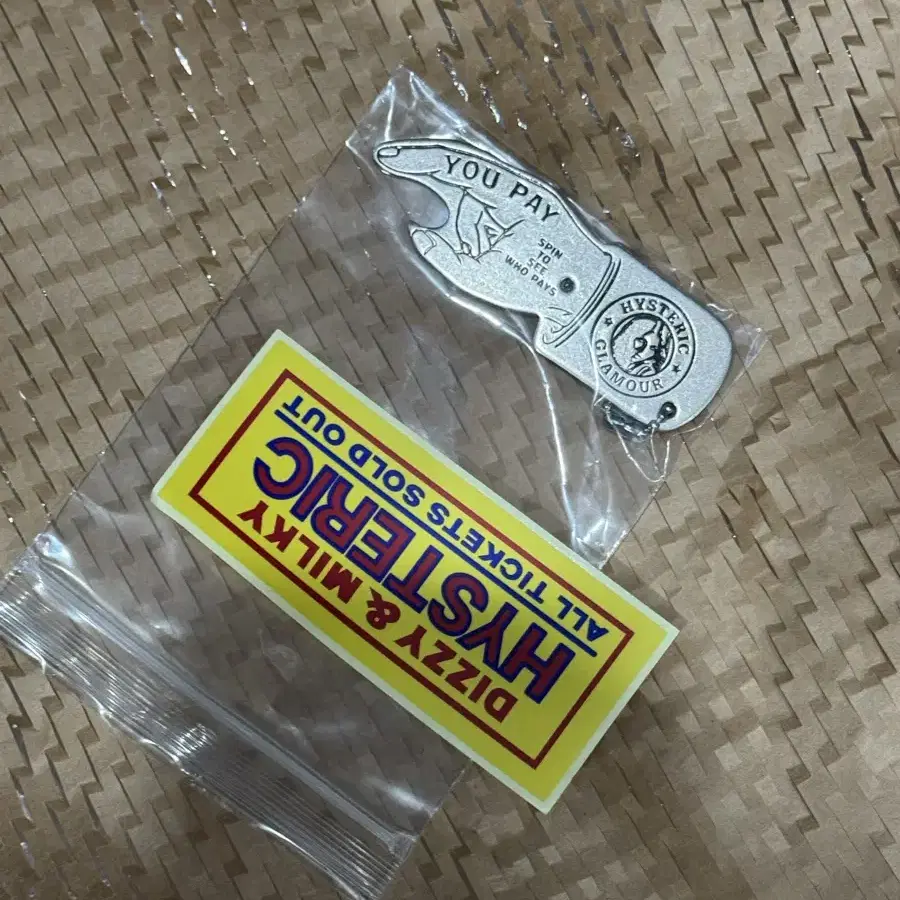 YOU PAY
SPIN
TO
SEE
WHO PAYS
HYSTERIC
GLAMOUR
DIZZY & MILKY
HYSTERIC
ALL TICKETS SOLD OUT